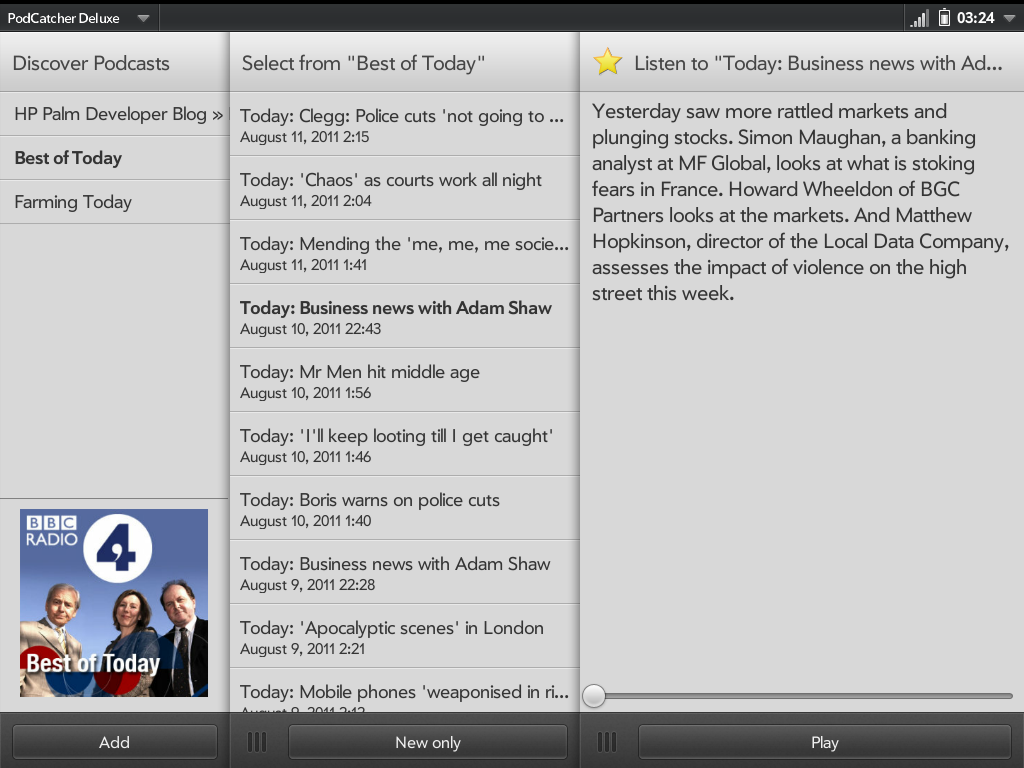 PodCatcher Deluxe
03:24
Discover Podcasts
HP Palm Developer Blog »
Best of Today
Farming Today
BBC
RADIO
4
Best of Today
Add
Select from "Best of Today"
Today: Clegg: Police cuts 'not going to ...
August 11, 2011 2:15
Today: 'Chaos' as courts work all night
August 11, 2011 2:04
Today: Mending the 'me, me, me socie...
August 11, 2011 1:41
Today: Business news with Adam Shaw
August 10, 2011 22:43
Today: Mr Men hit middle age
August 10, 2011 1:56
Today: 'I'll keep looting till I get caught'
August 10, 2011 1:46
Today: Boris warns on police cuts
August 10, 2011 1:40
Today: Business news with Adam Shaw
August 9, 2011 22:28
Today: 'Apocalyptic scenes' in London
August 9, 2011 2:21
Today: Mobile phones 'weaponised in ri...
New only
Listen to "Today: Business news with Ad...
Yesterday saw more rattled markets and
plunging stocks. Simon Maughan, a banking
analyst at MF Global, looks at what is stoking
fears in France. Howard Wheeldon of BGC
Partners looks at the markets. And Matthew
Hopkinson, director of the Local Data Company,
assesses the impact of violence on the high
street this week.
Play